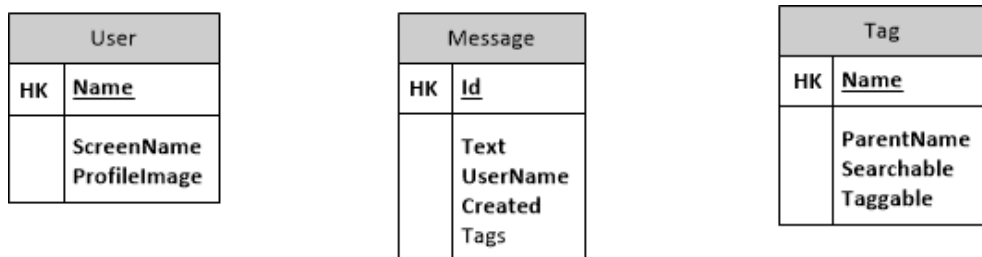 User
HK Name
ScreenName
ProfileImage
Message
HK Id
Text
UserName
Created
Tags
Tag
HK Name
ParentName
Searchable
Taggable